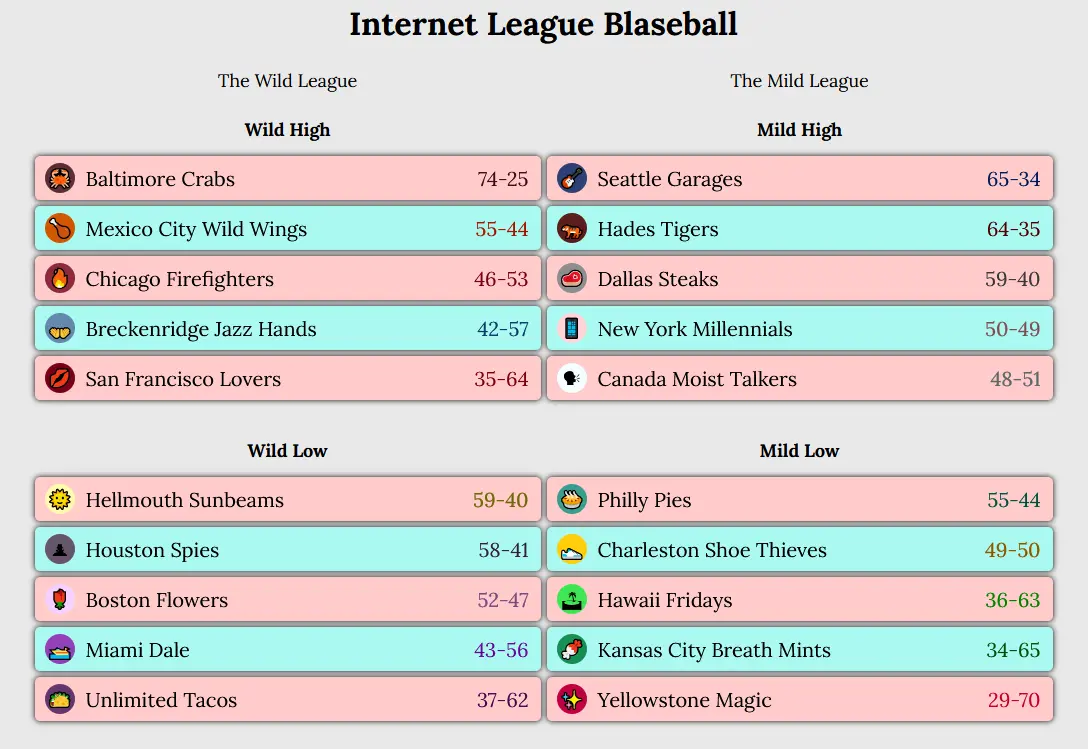 Internet League Blaseball
The Wild League
Wild High
Baltimore Crabs 74-25
Mexico City Wild Wings 55-44
Chicago Firefighters 46-53
Breckenridge Jazz Hands 42-57
San Francisco Lovers 35-64
Wild Low
Hellmouth Sunbeams 59-40
Houston Spies 58-41
Boston Flowers 52-47
Miami Dale 43-56
Unlimited Tacos 37-62
The Mild League
Mild High
Seattle Garages 65-34
Hades Tigers 64-35
Dallas Steaks 59-40
New York Millennials 50-49
Canada Moist Talkers 48-51
Mild Low
Philly Pies 55-44
Charleston Shoe Thieves 49-50
Hawaii Fridays 36-63
Kansas City Breath Mints 34-65
Yellowstone Magic 29-70